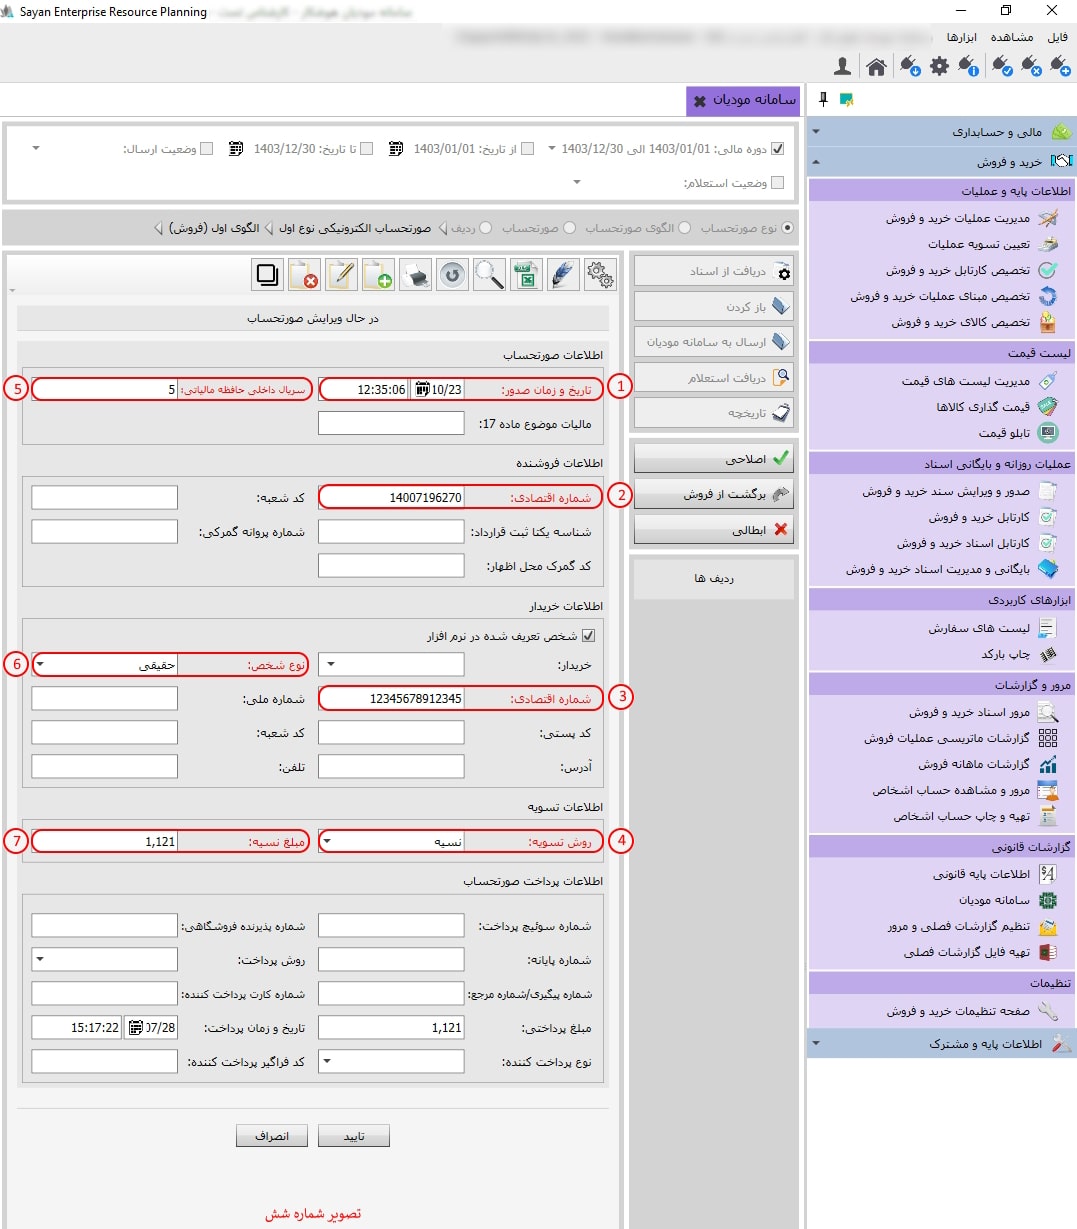 Sayan Enterprise Resource Planning
فایل مشاهده ابزارها
سامانه مودیان
دوره مالی: 1403/01/01 الی 1403/12/30 از تاریخ: 1403/01/01 تا تاریخ: 1403/12/30 وضعیت ارسال:
وضعیت استعلام:
نوع صورتحساب الگوی صورتحساب صورتحساب ردیف صورتحساب الکترونیکی نوع اول الگوی اول (فروش)
مالی و حسابداری
خرید و فروش
اطلاعات پایه و عملیات
مدیریت عملیات خرید و فروش
تعیین تسویه عملیات
تخصیص کارتابل خرید و فروش
تخصیص مبنای عملیات خرید و فروش
تخصیص کالای خرید و فروش
لیست قیمت
مدیریت لیست های قیمت
قیمت گذاری کالاها
تابلو قیمت
عملیات روزانه و بایگانی اسناد
صدور و ویرایش سند خرید و فروش
کارتابل خرید و فروش
کارتابل اسناد خرید و فروش
بایگانی و مدیریت اسناد خرید و فروش
ابزارهای کاربردی
لیست های سفارش
چاپ بارکد
مرور و گزارشات
مرور اسناد خرید و فروش
گزارشات ماتریسی عملیات فروش
گزارشات ماهانه فروش
مرور و مشاهده حساب اشخاص
تهیه و چاپ حساب اشخاص
گزارشات قانونی
اطلاعات پایه قانونی
سامانه مودیان
تنظیم گزارشات فصلی و مرور
تهیه فایل گزارشات فصلی
تنظیمات
صفحه تنظیمات خرید و فروش
اطلاعات پایه و مشترک
دریافت از اسناد
باز کردن
ارسال به سامانه مودیان
دریافت استعلام
تاریخچه
اصلاحی
برگشت از فروش
ابطالی
ردیف ها
در حال ویرایش صورتحساب
اطلاعات صورتحساب
1 تاریخ و زمان صدور: 10/23 12:35:06 سریال داخلی حافظه مالیاتی: 5 5
مالیات موضوع ماده 17:
اطلاعات فروشنده
2 شماره اقتصادی: 14007196270 کد شعبه:
شناسه یکتا ثبت قرارداد: شماره پروانه گمرکی:
کد گمرک محل اظهار:
اطلاعات خریدار
شخص تعریف شده در نرم افزار
خریدار: نوع شخص: حقیقی 6
3 شماره اقتصادی: 12345678912345 شماره ملی:
کد پستی: کد شعبه:
آدرس: تلفن:
اطلاعات تسویه
4 روش تسویه: نسیه مبلغ نسیه: 1,121 7
اطلاعات پرداخت صورتحساب
شماره سوئیچ پرداخت: شماره پذیرنده فروشگاهی:
شماره پایانه: روش پرداخت:
شماره پیگیری/شماره مرجع: شماره کارت پرداخت کننده:
مبلغ پرداختی: 1,121 تاریخ و زمان پرداخت: 07/28 15:17:22
نوع پرداخت کننده: کد فراگیر پرداخت کننده:
تایید انصراف
تصویر شماره شش